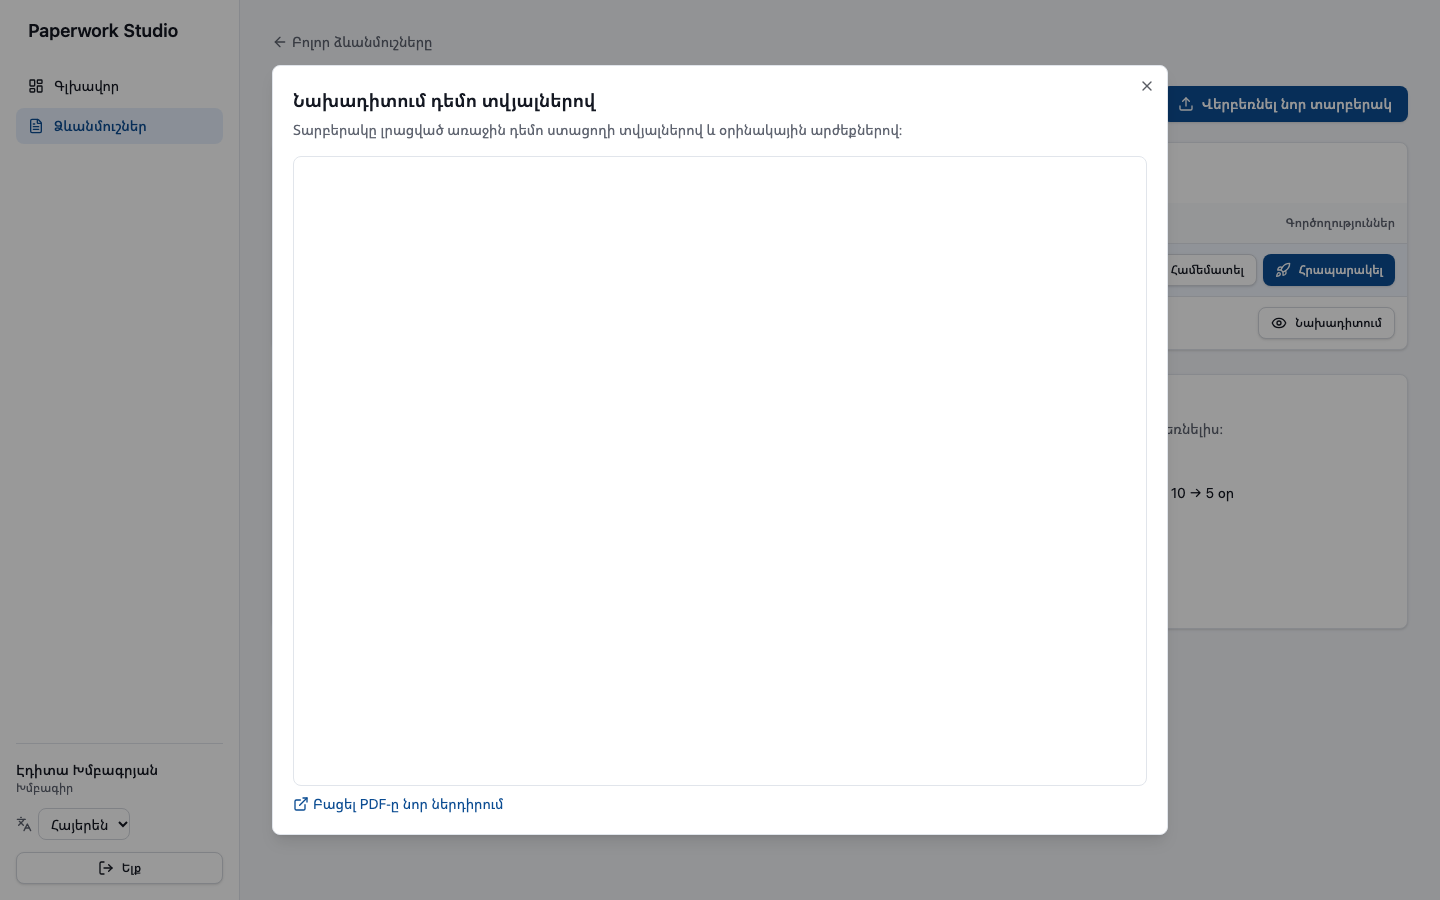 Paperwork Studio
Գլխավոր
Ձևանմուշներ
Էդիտա Խմբագրյան
Խմբագիր
Հայերեն
Ելք
Բոլոր ձևանմուշները
Վերբեռնել նոր տարբերակ
Գործողություններ
Համեմատել
Հրապարակել
Նախադիտում
եռնելիս։
10 → 5 օր
Նախադիտում դեմո տվյալներով
Տարբերակը լրացված առաջին դեմո ստացողի տվյալներով և օրինակային արժեքներով։
Բացել PDF-ը նոր ներդիրում